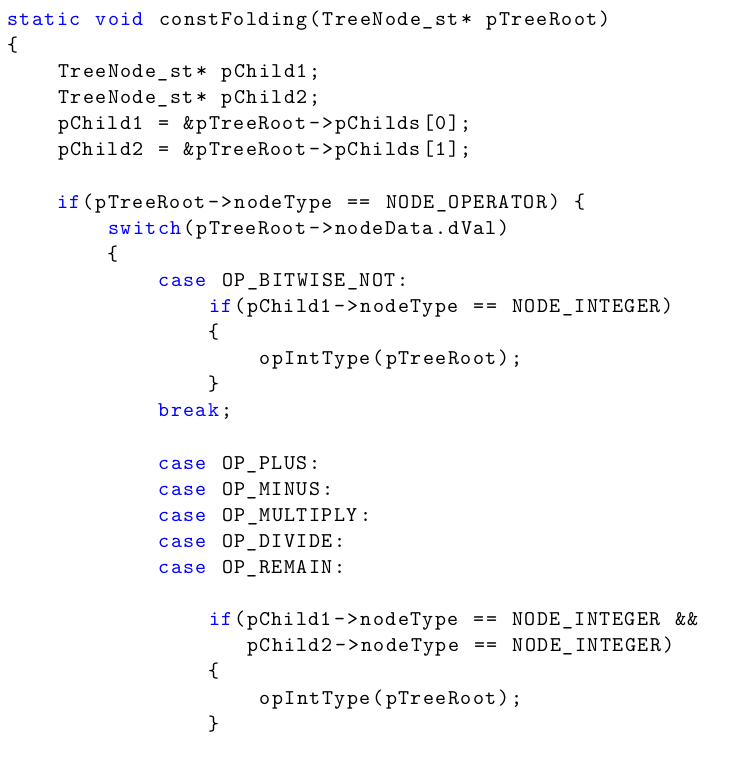 static void constFolding(TreeNode_st* pTreeRoot)
{
    TreeNode_st* pChild1;
    TreeNode_st* pChild2;
    pChild1 = &pTreeRoot->pChilds[0];
    pChild2 = &pTreeRoot->pChilds[1];

    if(pTreeRoot->nodeType == NODE_OPERATOR) {
        switch(pTreeRoot->nodeData.dVal)
        {
            case OP_BITWISE_NOT:
                if(pChild1->nodeType == NODE_INTEGER)
                {
                    opIntType(pTreeRoot);
                }
            break;

            case OP_PLUS:
            case OP_MINUS:
            case OP_MULTIPLY:
            case OP_DIVIDE:
            case OP_REMAIN:

                if(pChild1->nodeType == NODE_INTEGER &&
                   pChild2->nodeType == NODE_INTEGER)
                {
                    opIntType(pTreeRoot);
                }